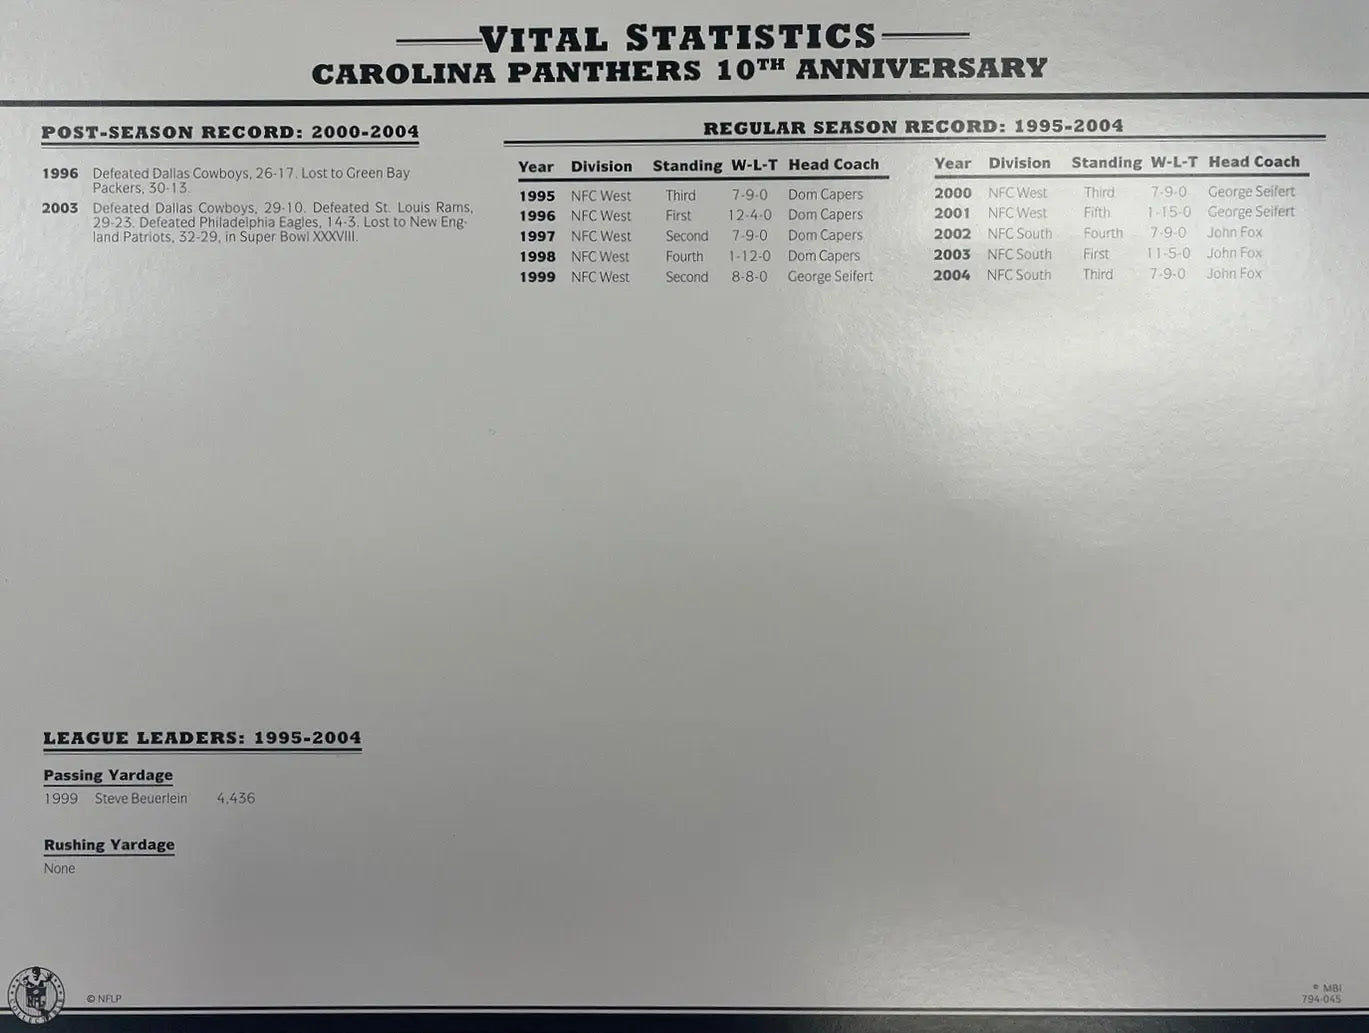 VITAL STATISTICS
CAROLINA PANTHERS 10TH ANNIVERSARY
POST-SEASON RECORD: 2000-2004
1996 Defeated Dallas Cowboys, 26-17. Lost to Green Bay
Packers, 30-13.
2003 Defeated Dallas Cowboys, 29-10. Defeated St. Louis Rams,
29-23. Defeated Philadelphia Eagles, 14-3. Lost to New Eng-
land Patriots, 32-29, in Super Bowl XXXVIII.
REGULAR SEASON RECORD: 1995-2004
Year Division Standing W-L-T Head Coach
1995 NFC West Third 7-9-0 Dom Capers
1996 NFC West First 12-4-0 Dom Capers
1997 NFC West Second 7-9-0 Dom Capers
1998 NFC West Fourth 1-12-0 Dom Capers
1999 NFC West Second 8-8-0 George Seifert
Year Division Standing W-L-T Head Coach
2000 NFC West Third 7-9-0 George Seifert
2001 NFC West Fifth 1-15-0 George Seifert
2002 NFC South Fourth 7-9-0 John Fox
2003 NFC South First 11-5-0 John Fox
2004 NFC South Third 7-9-0 John Fox
LEAGUE LEADERS: 1995-2004
Passing Yardage
1999 Steve Beuerlein 4,436
Rushing Yardage
None
NFL
© NFLP
© MBI
794-045